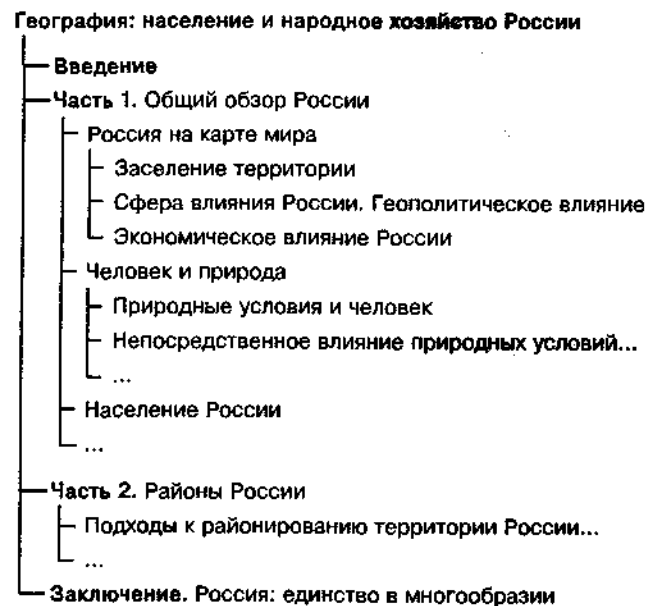 География: население и народное хозяйство России
Введение
Часть 1. Общий обзор России
Россия на карте мира
Заселение территории
Сфера влияния России. Геополитическое влияние
Экономическое влияние России
Человек и природа
Природные условия и человек
Непосредственное влияние природных условий...
...
Население России
...
Часть 2. Районы России
Подходы к районированию территории России...
...
Заключение. Россия: единство в многообразии